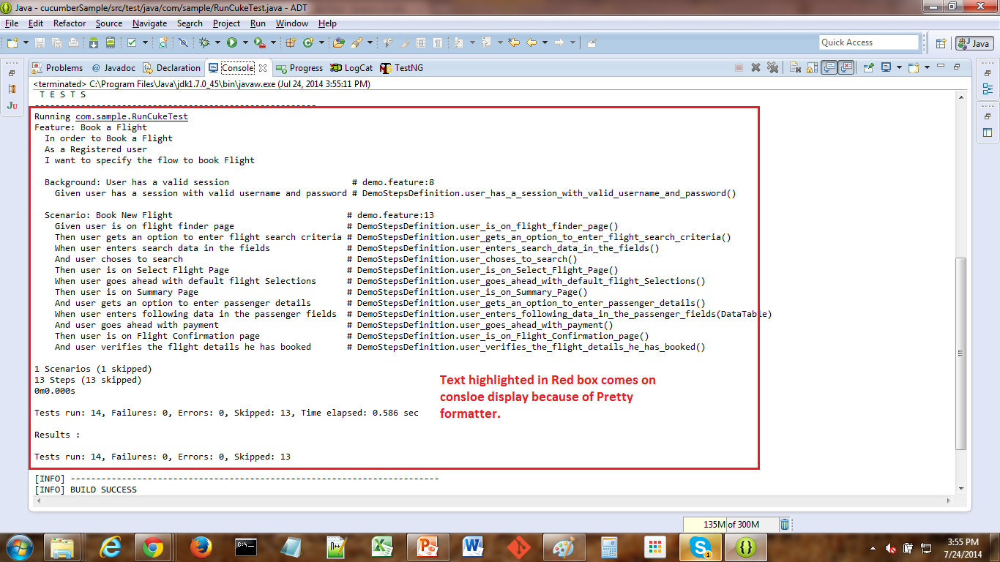 Java - cucumberSample/src/test/java/com/sample/RunCukeTest.java - ADT
File Edit Refactor Source Navigate Search Project Run Window Help
Quick Access
Java
Problems @ Javadoc Declaration Console Progress LogCat TestNG
<terminated> C:\Program Files\Java\jdk1.7.0_45\bin\javaw.exe (Jul 24, 2014 3:55:11 PM)
T E S T S
-------------------------------------------------------
Running com.sample.RunCukeTest
Feature: Book a Flight
In order to Book a Flight
As a Registered user
I want to specify the flow to book Flight
Background: User has a valid session # demo.feature:8
Given user has a session with valid username and password # DemoStepsDefinition.user_has_a_session_with_valid_username_and_password()
Scenario: Book New Flight # demo.feature:13
Given user is on flight finder page # DemoStepsDefinition.user_is_on_flight_finder_page()
Then user gets an option to enter flight search criteria # DemoStepsDefinition.user_gets_an_option_to_enter_flight_search_criteria()
When user enters search data in the fields # DemoStepsDefinition.user_enters_search_data_in_the_fields()
And user choses to search # DemoStepsDefinition.user_choses_to_search()
Then user is on Select Flight Page # DemoStepsDefinition.user_is_on_Select_Flight_Page()
When user goes ahead with default flight Selections # DemoStepsDefinition.user_goes_ahead_with_default_flight_Selections()
Then user is on Summary Page # DemoStepsDefinition.user_is_on_Summary_Page()
And user gets an option to enter passenger details # DemoStepsDefinition.user_gets_an_option_to_enter_passenger_details()
When user enters following data in the passenger fields # DemoStepsDefinition.user_enters_following_data_in_the_passenger_fields(DataTable)
And user goes ahead with payment # DemoStepsDefinition.user_goes_ahead_with_payment()
Then user is on Flight Confirmation page # DemoStepsDefinition.user_is_on_Flight_Confirmation_page()
And user verifies the flight details he has booked # DemoStepsDefinition.user_verifies_the_flight_details_he_has_booked()
1 Scenarios (1 skipped)
13 Steps (13 skipped)
0m0.000s
Text highlighted in Red box comes on
consloe display because of Pretty
formatter.
Tests run: 14, Failures: 0, Errors: 0, Skipped: 13, Time elapsed: 0.586 sec
Results :
Tests run: 14, Failures: 0, Errors: 0, Skipped: 13
[INFO] ------------------------------------------------------------------------
[INFO] BUILD SUCCESS
135M of 300M
3:55 PM
7/24/2014